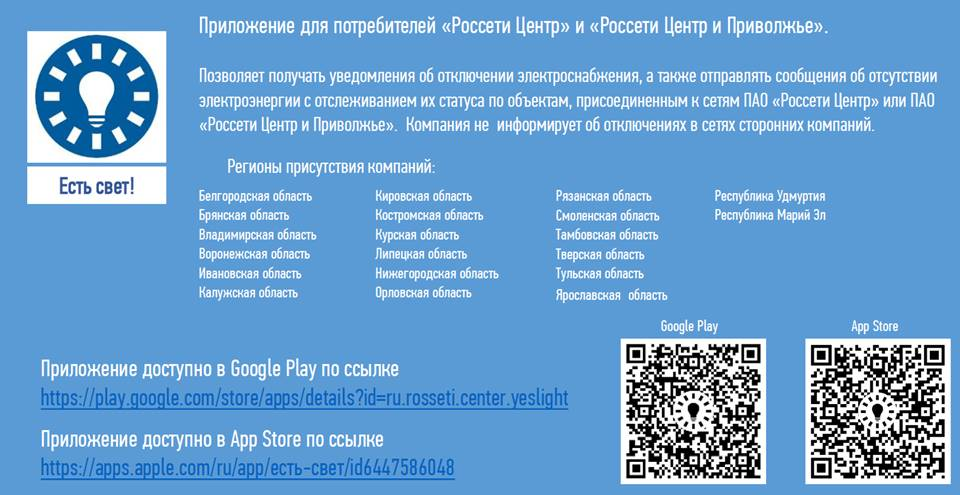 Приложение для потребителей «Россети Центр» и «Россети Центр и Приволжье».
Позволяет получать уведомления об отключении электроснабжения, а также отправлять сообщения об отсутствии
электроэнергии с отслеживанием их статуса по объектам, присоединенным к сетям ПАО «Россети Центр» или ПАО
«Россети Центр и Приволжье». Компания не информирует об отключениях в сетях сторонних компаний.
Есть свет!
Регионы присутствия компаний:
Белгородская область
Брянская область
Владимирская область
Воронежская область
Ивановская область
Калужская область
Кировская область
Костромская область
Курская область
Липецкая область
Нижегородская область
Орловская область
Рязанская область
Смоленская область
Тамбовская область
Тверская область
Тульская область
Ярославская область
Республика Удмуртия
Республика Марий Эл
Google Play
App Store
Приложение доступно в Google Play по ссылке
https://play.google.com/store/apps/details?id=ru.rosseti.center.yeslight
Приложение доступно в App Store по ссылке
https://apps.apple.com/ru/app/есть-свет/id6447586048